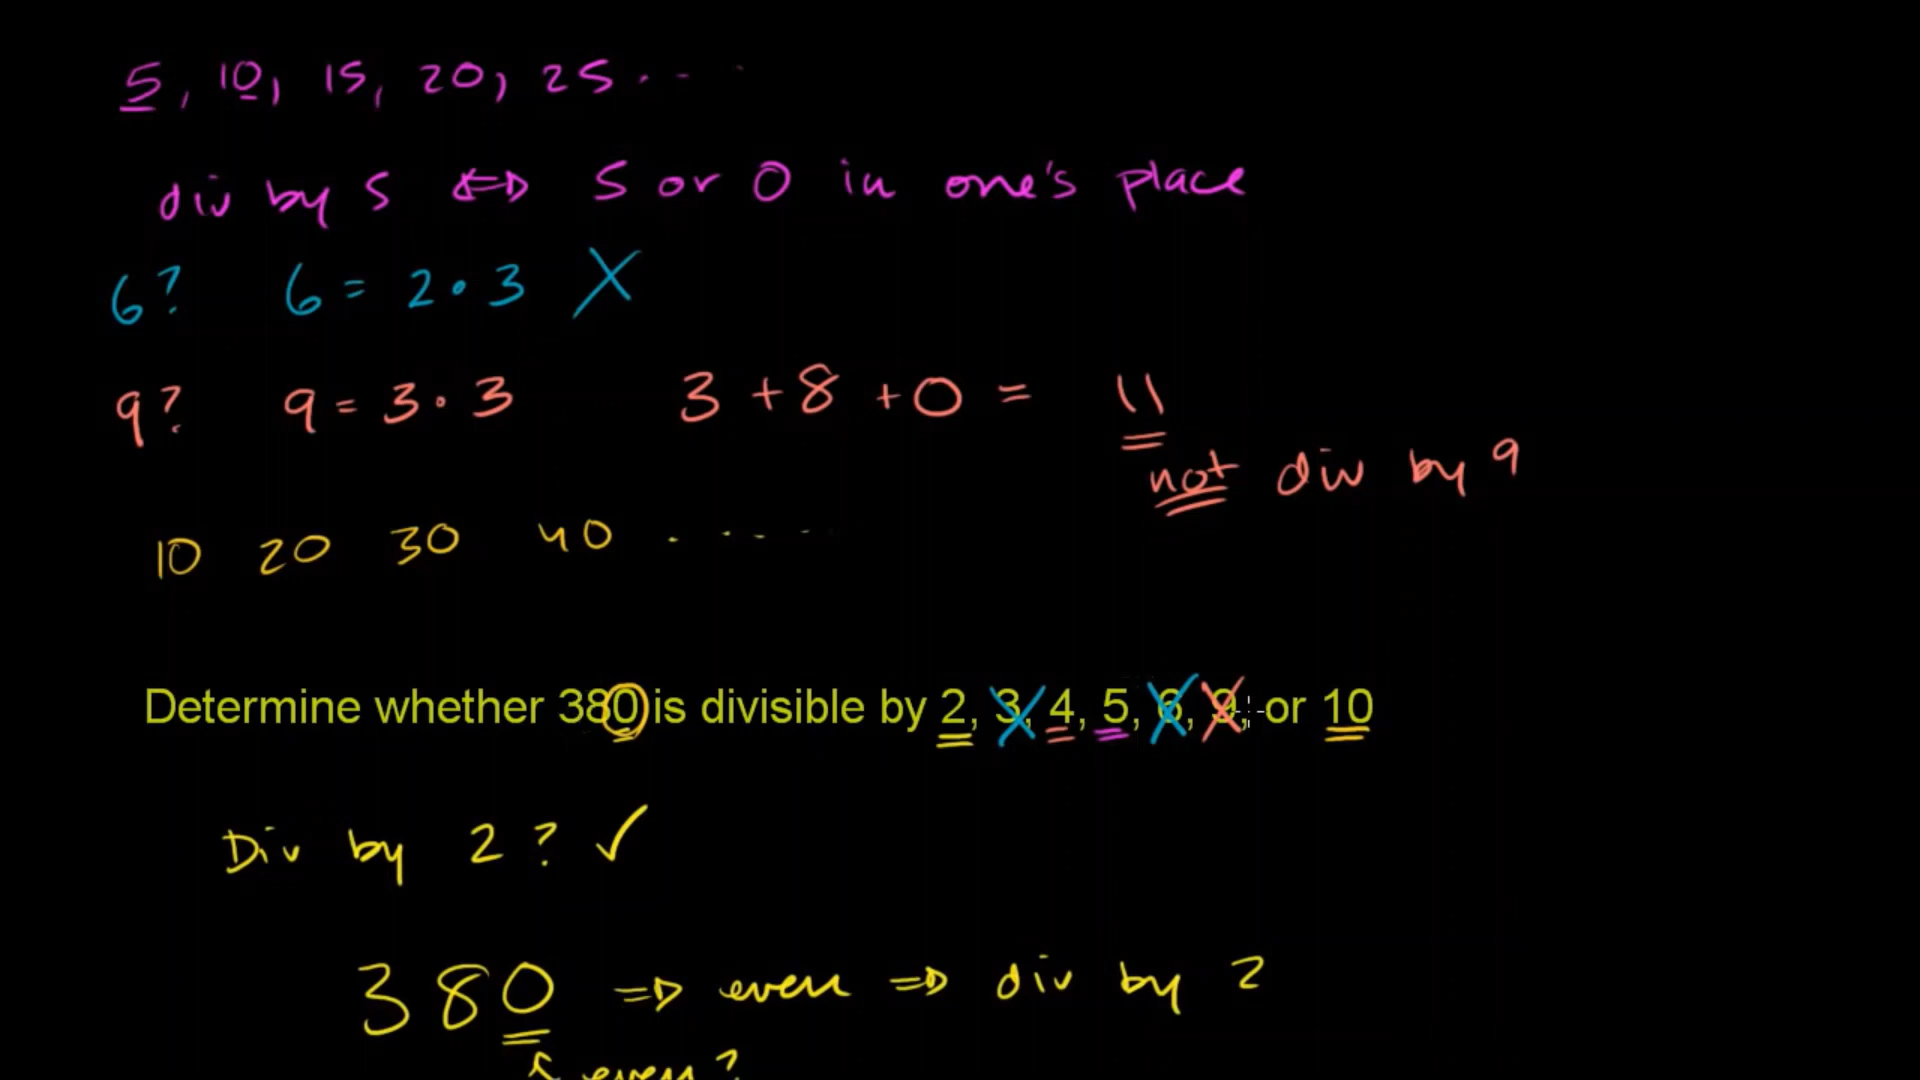 5, 10, 15, 20, 25....
div by 5 ⇔ 5 or 0 in one's place
6? 6 = 2·3 X
9? 9 = 3·3 3+8+0 = 11
not div by 9
10 20 30 40 .....
Determine whether 380 is divisible by 2, 3, 4, 5, 6, 9, or 10
Div by 2? ✓
380 ⇒ even ⇒ div by 2
even?